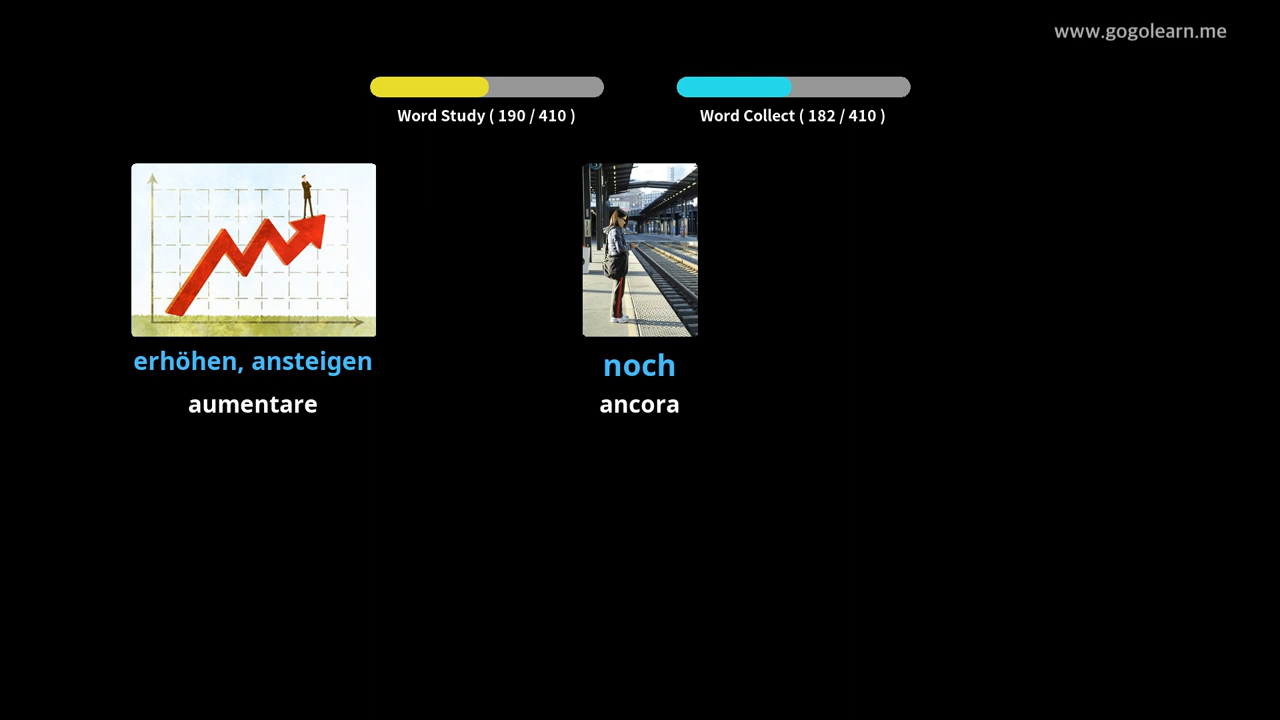 www.gogolearn.me
Word Study ( 190 / 410 )
Word Collect ( 182 / 410 )
erhöhen, ansteigen
aumentare
noch
ancora